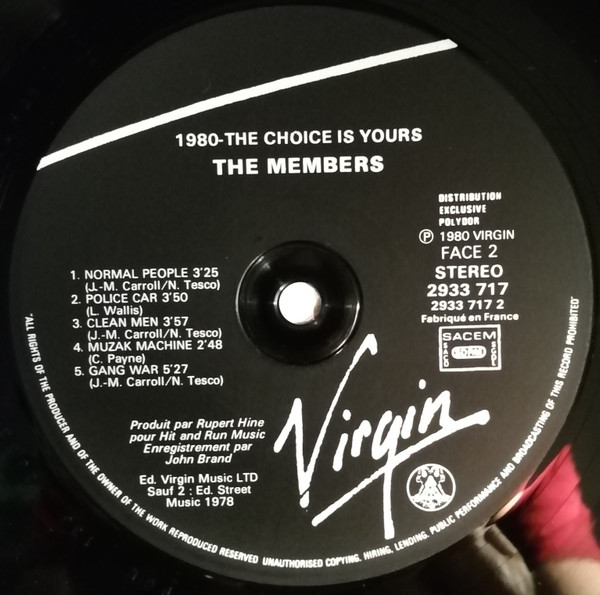 1980-THE CHOICE IS YOURS
THE MEMBERS
DISTRIBUTION
EXCLUSIVE
POLYDOR
Ⓟ 1980 VIRGIN
FACE 2
STEREO
2933 717
2933 717 2
Fabriqué en France
SACEM
SACD
SDRM
SGDL
1. NORMAL PEOPLE 3'25
(J.-M. Carroll/N. Tesco)
2. POLICE CAR 3'50
(L. Wallis)
3. CLEAN MEN 3'57
(J.-M. Carroll/N. Tesco)
4. MUZAK MACHINE 2'48
(C. Payne)
5. GANG WAR 5'27
(J.-M. Carroll/N. Tesco)
Produit par Rupert Hine
pour Hit and Run Music
Enregistrement par
John Brand
Ed. Virgin Music LTD
Sauf 2 : Ed. Street
Music 1978
Virgin
"ALL RIGHTS OF THE PRODUCER AND OF THE OWNER OF THE WORK REPRODUCED RESERVED UNAUTHORISED COPYING. HIRING, LENDING. PUBLIC PERFORMANCE AND BROADCASTING OF THIS RECORD PROHIBITED"